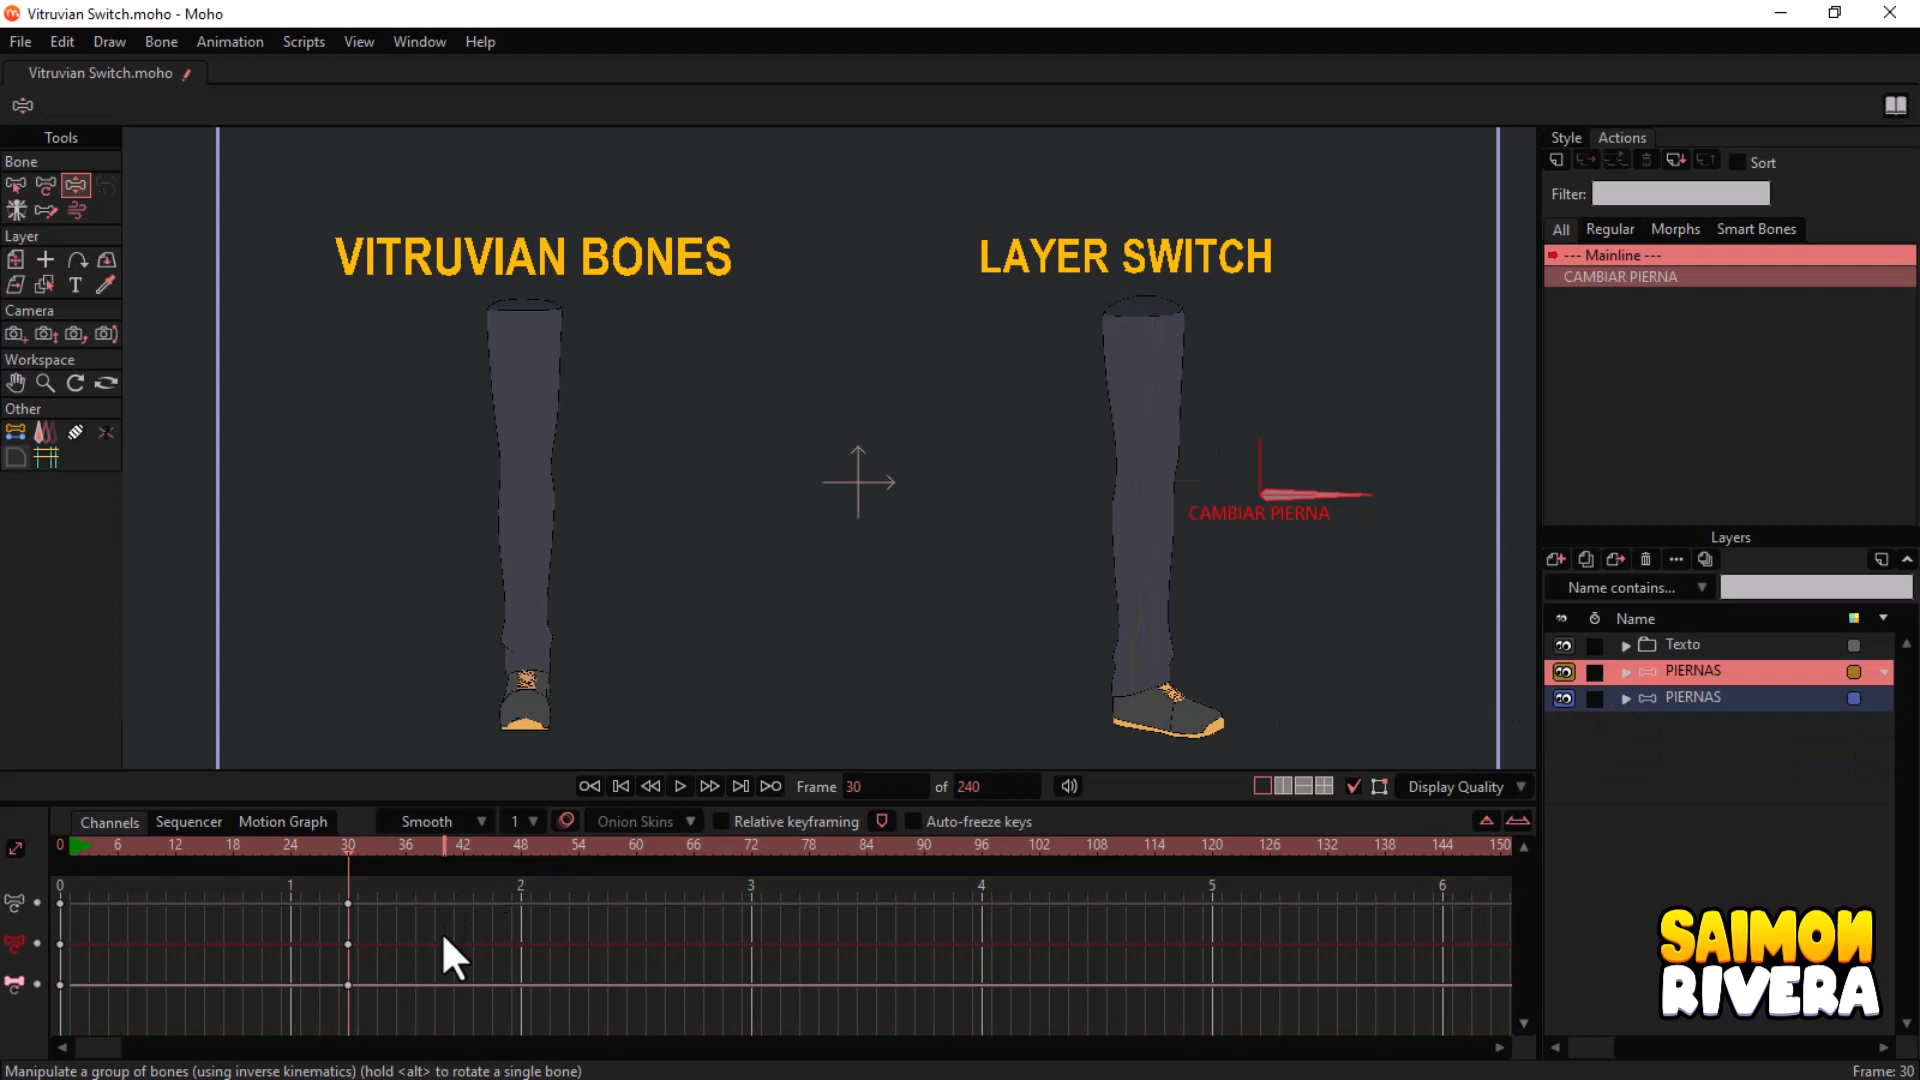 Vitruvian Switch.moho - Moho
File Edit Draw Bone Animation Scripts View Window Help
Vitruvian Switch.moho
Tools
Bone
Layer
Camera
Workspace
Other
VITRUVIAN BONES
LAYER SWITCH
CAMBIAR PIERNA
Style Actions
Sort
Filter:
All Regular Morphs Smart Bones
--- Mainline ---
CAMBIAR PIERNA
Layers
Name contains...
Name
Texto
PIERNAS
PIERNAS
Frame 30 of 240 Display Quality
Channels Sequencer Motion Graph Smooth 1 Onion Skins Relative keyframing Auto-freeze keys
0 6 12 18 24 30 36 42 48 54 60 66 72 78 84 90 96 102 108 114 120 126 132 138 144 150
0 1 2 3 4 5 6
SAIMON
RIVERA
Manipulate a group of bones (using inverse kinematics) (hold <alt> to rotate a single bone)
Frame: 30